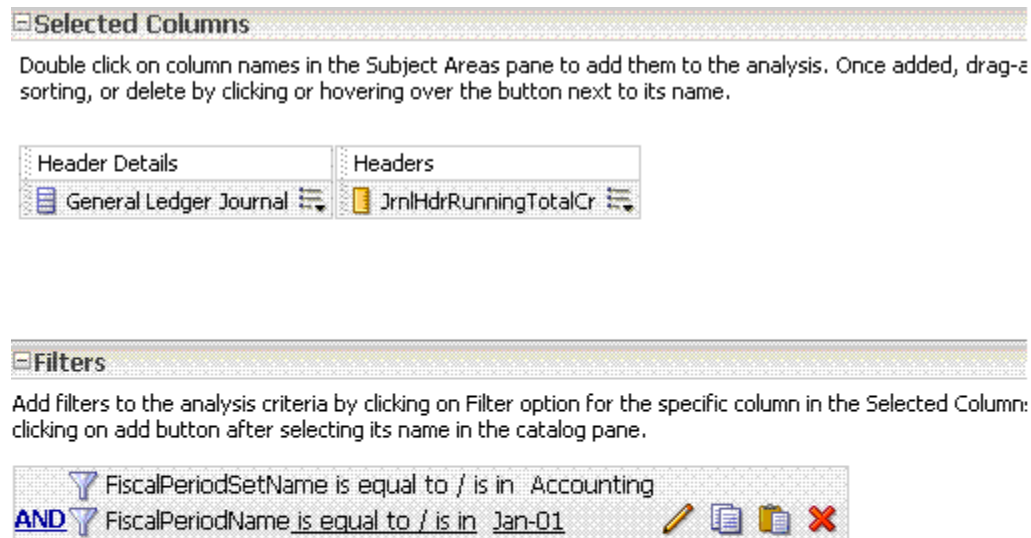 Selected Columns
Double click on column names in the Subject Areas pane to add them to the analysis. Once added, drag-a
sorting, or delete by clicking or hovering over the button next to its name.
Header Details Headers
General Ledger Journal JrnlHdrRunningTotalCr
Filters
Add filters to the analysis criteria by clicking on Filter option for the specific column in the Selected Column
clicking on add button after selecting its name in the catalog pane.
FiscalPeriodSetName is equal to / is in Accounting
AND FiscalPeriodName is equal to / is in Jan-01